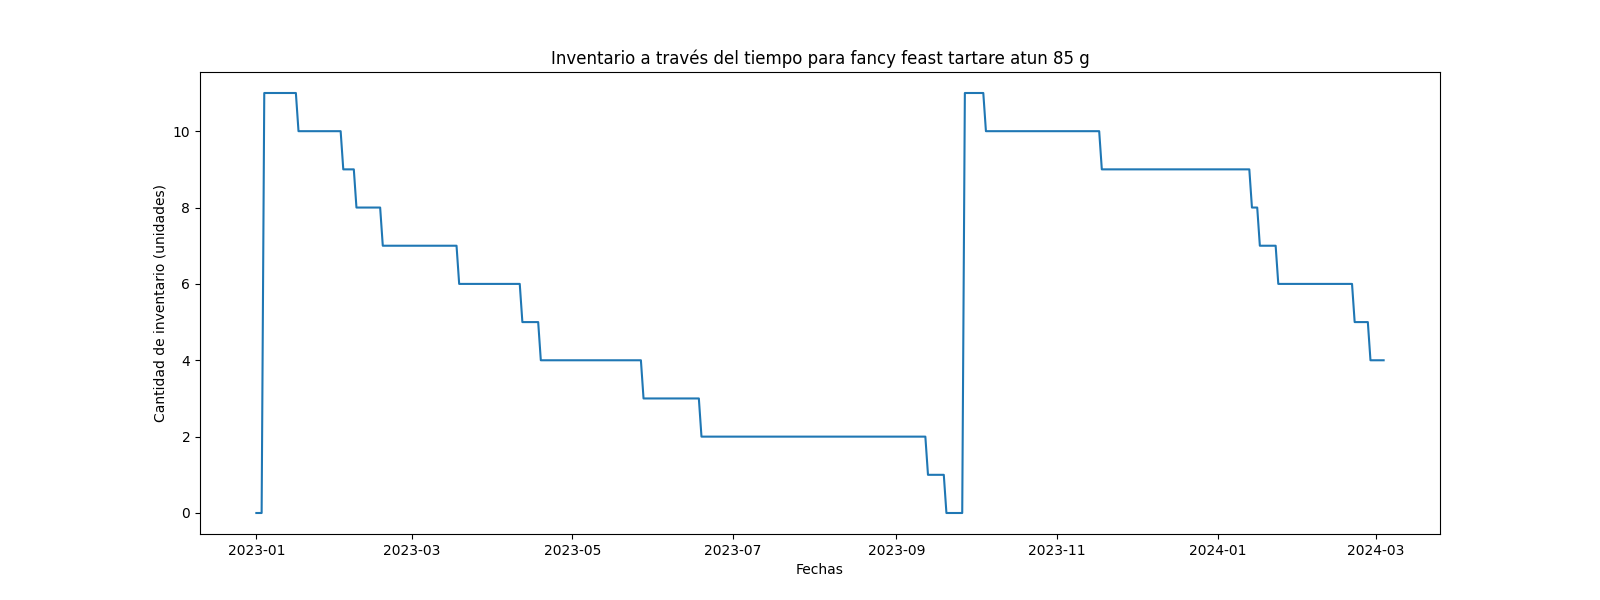 Inventario a través del tiempo para fancy feast tartare atun 85 g
Cantidad de inventario (unidades)
10
8
6
4
2
0
2023-01 2023-03 2023-05 2023-07 2023-09 2023-11 2024-01 2024-03
Fechas